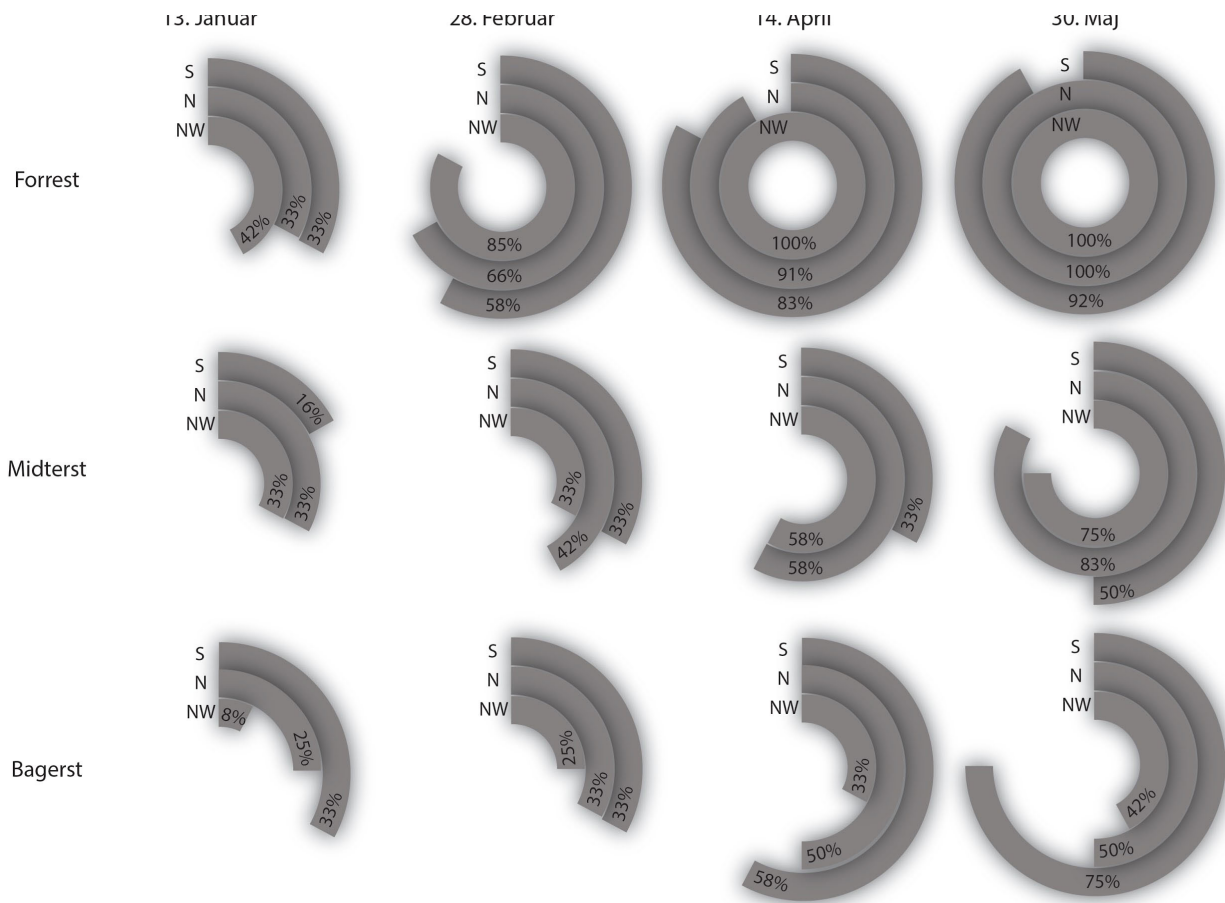 13. Januar
28. Februar
14. April
30. Maj
Forrest
S
N
NW
42%
33%
33%
S
N
NW
85%
66%
58%
S
N
NW
100%
91%
83%
S
N
NW
100%
100%
92%
Midterst
S
N
NW
16%
33%
33%
S
N
NW
33%
42%
33%
S
N
NW
58%
58%
33%
S
N
NW
75%
83%
50%
Bagerst
S
N
NW
8%
25%
33%
S
N
NW
25%
33%
33%
S
N
NW
33%
50%
58%
S
N
NW
42%
50%
75%